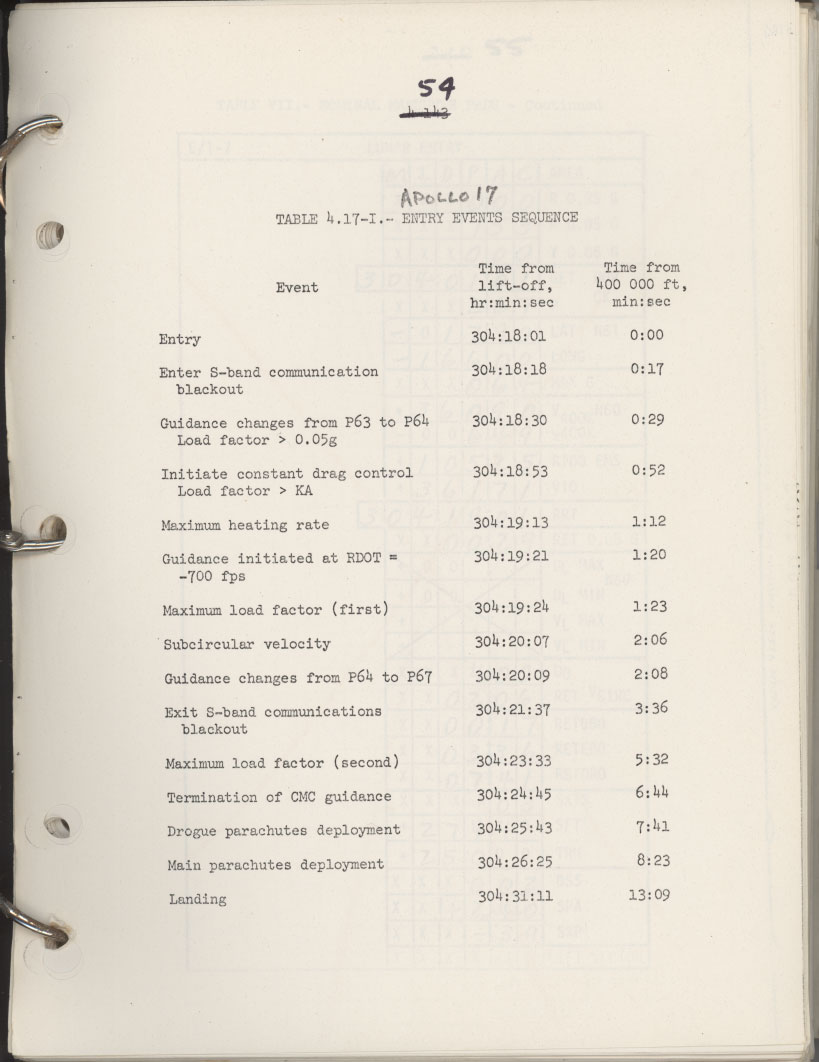 54
4-143
APOLLO 17
TABLE 4.17-I.- ENTRY EVENTS SEQUENCE
Event
Time from
lift-off,
hr:min:sec
Time from
400 000 ft,
min:sec
Entry 304:18:01 0:00
Enter S-band communication 304:18:18 0:17
blackout
Guidance changes from P63 to P64 304:18:30 0:29
Load factor > 0.05g
Initiate constant drag control 304:18:53 0:52
Load factor > KA
Maximum heating rate 304:19:13 1:12
Guidance initiated at RDOT = 304:19:21 1:20
-700 fps
Maximum load factor (first) 304:19:24 1:23
Subcircular velocity 304:20:07 2:06
Guidance changes from P64 to P67 304:20:09 2:08
Exit S-band communications 304:21:37 3:36
blackout
Maximum load factor (second) 304:23:33 5:32
Termination of CMC guidance 304:24:45 6:44
Drogue parachutes deployment 304:25:43 7:41
Main parachutes deployment 304:26:25 8:23
Landing 304:31:11 13:09